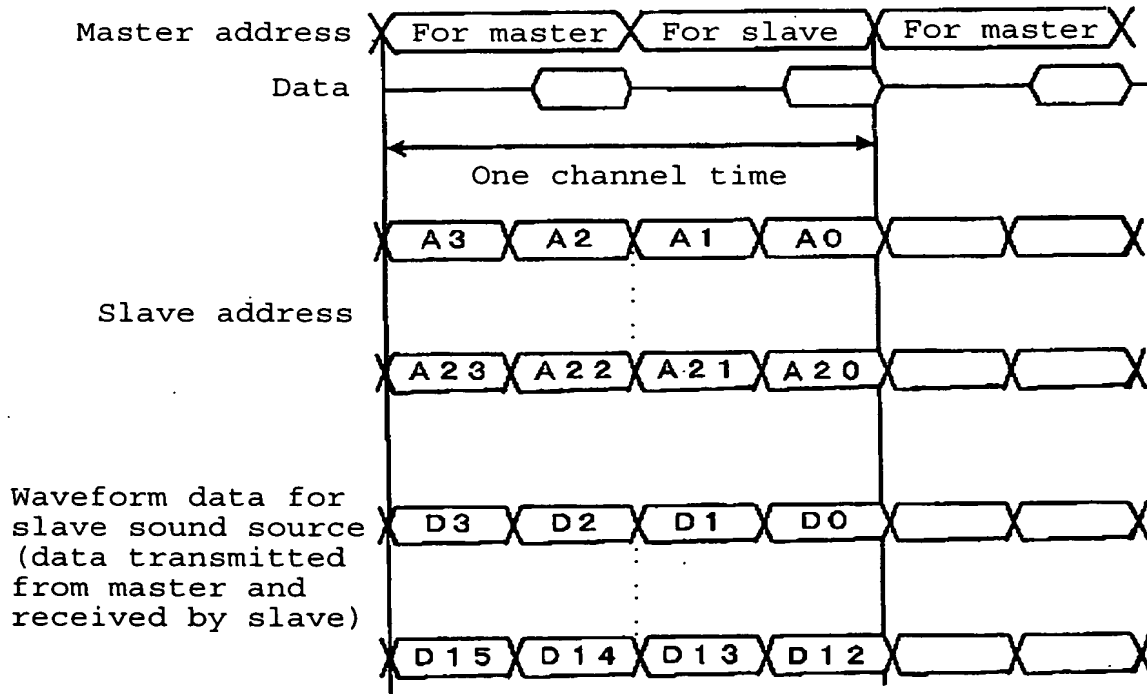 Master address For master For slave For master
Data
One channel time
A3 A2 A1 A0
Slave address
A23 A22 A21 A20
Waveform data for
slave sound source
(data transmitted
from master and
received by slave)
D3 D2 D1 D0
D15 D14 D13 D12